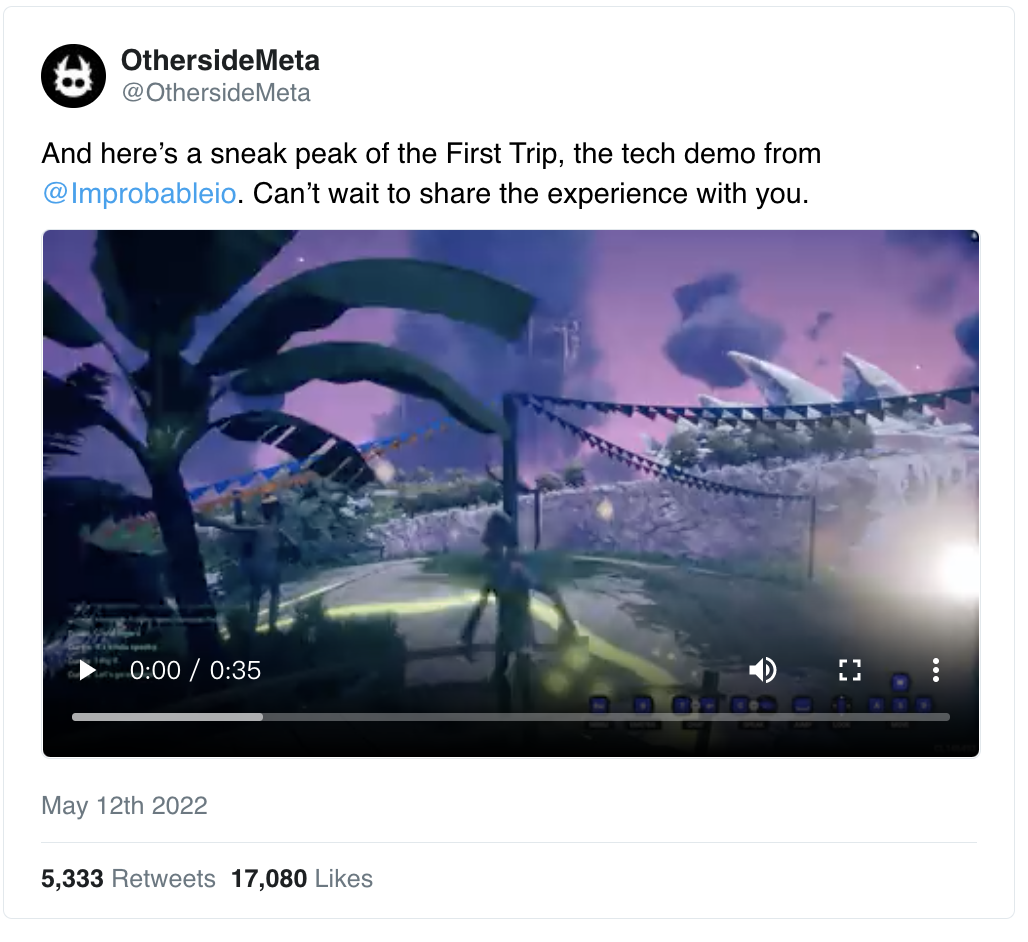 OthersideMeta
@OthersideMeta
And here’s a sneak peak of the First Trip, the tech demo from
@Improbableio. Can’t wait to share the experience with you.
0:00 / 0:35
May 12th 2022
5,333 Retweets 17,080 Likes